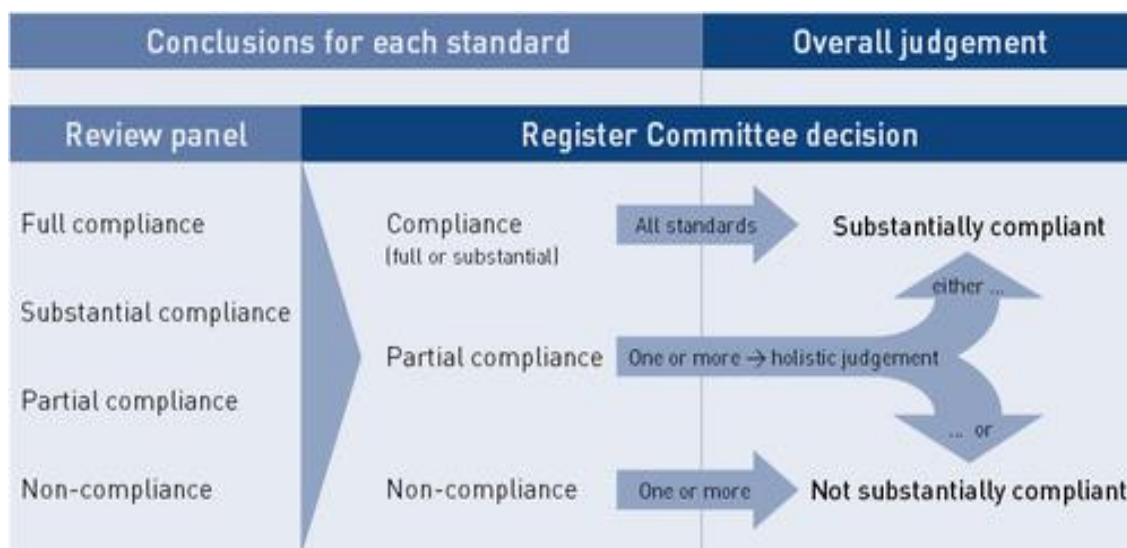 Conclusions for each standard
Overall judgement
Review panel
Register Committee decision
Full compliance
Substantial compliance
Partial compliance
Non-compliance
Compliance
(full or substantial)
All standards
Substantially compliant
either ...
Partial compliance
One or more → holistic judgement
... or
Non-compliance
One or more
Not substantially compliant